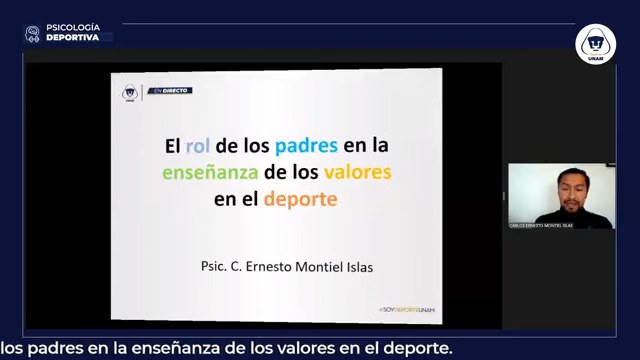 PSICOLOGÍA
DEPORTIVA
UNAM
UNAM
EN DIRECTO
El rol de los padres en la
enseñanza de los valores
en el deporte
Psic. C. Ernesto Montiel Islas
CARLOS ERNESTO MONTIEL ISLAS
#SOYDEPORTEUNAM
los padres en la enseñanza de los valores en el deporte.